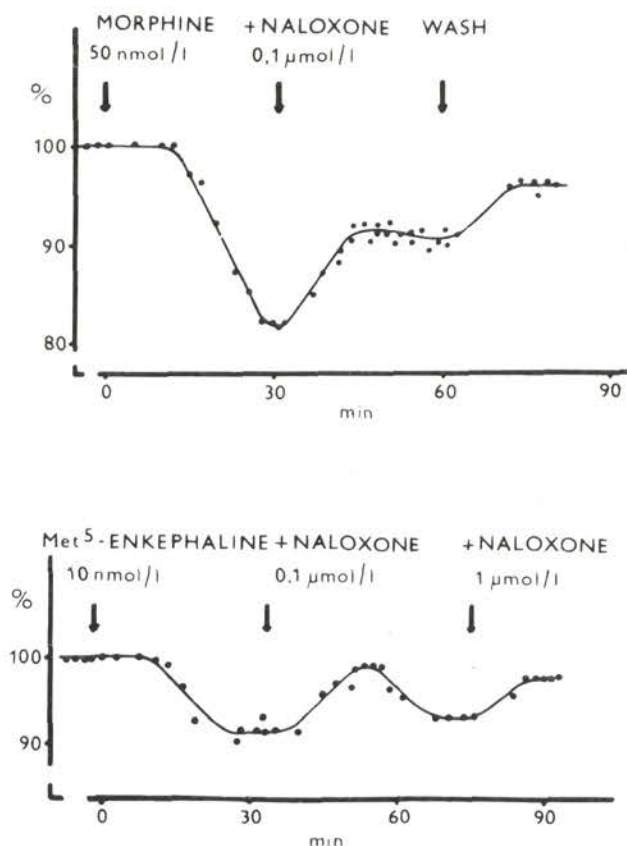 MORPHINE +NALOXONE WASH
50 nmol/l 0,1 µmol/l
%
100
90
80
0 30 60 90
min
Met⁵-ENKEPHALINE +NALOXONE +NALOXONE
10 nmol/l 0,1 µmol/l 1 µmol/l
%
100
90
0 30 60 90
min